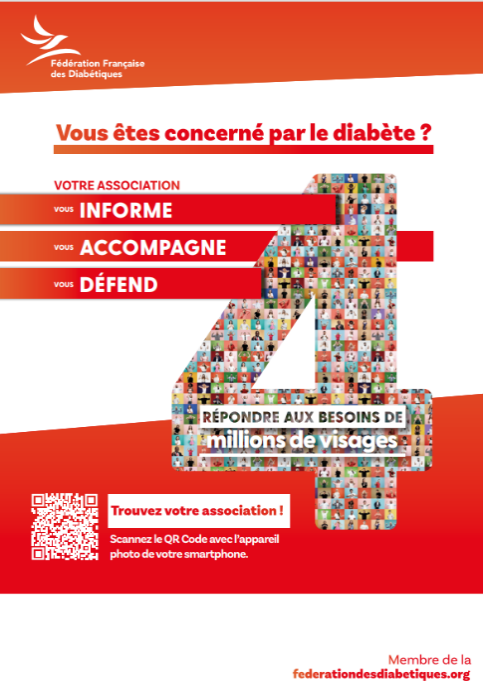 Fédération Française
des Diabétiques
Vous êtes concerné par le diabète ?
VOTRE ASSOCIATION
VOUS INFORME
VOUS ACCOMPAGNE
VOUS DÉFEND
4
RÉPONDRE AUX BESOINS DE
millions de visages
Trouvez votre association !
Scannez le QR Code avec l'appareil
photo de votre smartphone.
Membre de la
federationdesdiabetiques.org